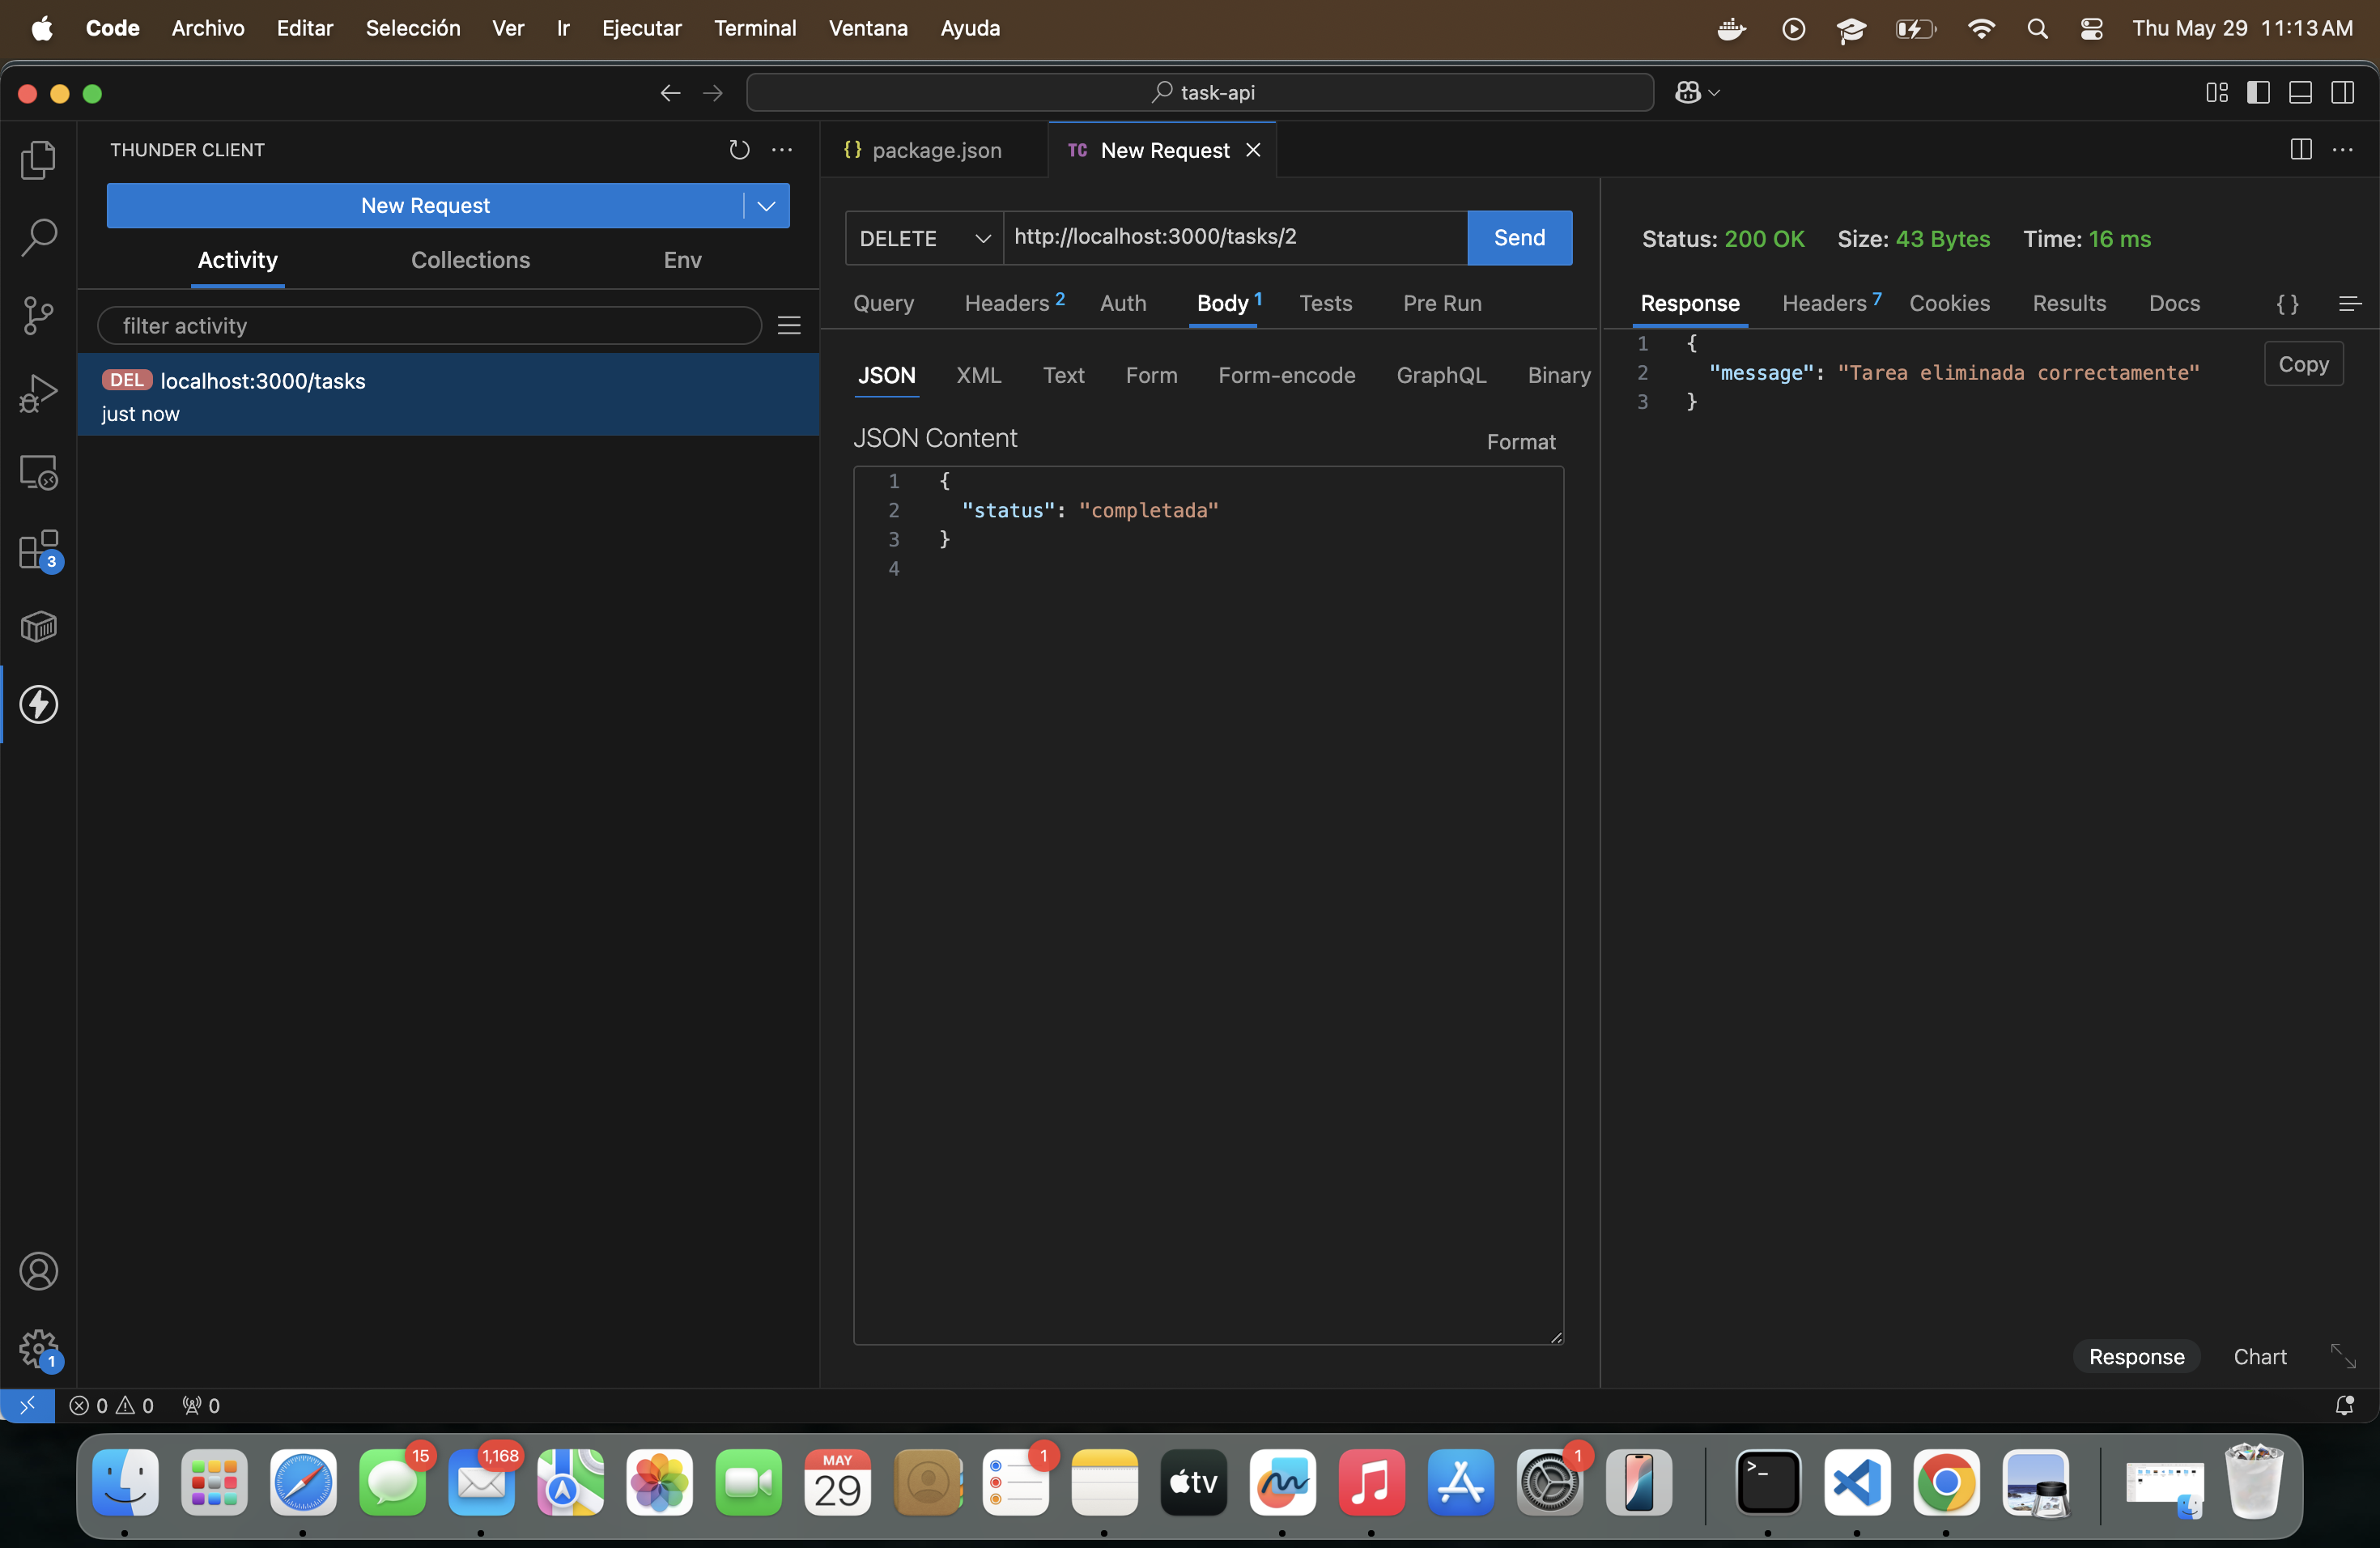 Code Archivo Editar Selección Ver Ir Ejecutar Terminal Ventana Ayuda Thu May 29 11:13 AM
task-api
THUNDER CLIENT
New Request
Activity Collections Env
filter activity
DEL localhost:3000/tasks
just now
3
1
{} package.json TC New Request
DELETE http://localhost:3000/tasks/2 Send
Query Headers 2 Auth Body 1 Tests Pre Run
JSON XML Text Form Form-encode GraphQL Binary
JSON Content Format
1 {
2 "status": "completada"
3 }
4
Status: 200 OK Size: 43 Bytes Time: 16 ms
Response Headers 7 Cookies Results Docs {}
1 {
2 "message": "Tarea eliminada correctamente"
3 }
Copy
Response Chart
0 0 0
15 1,168 MAY 29 1 tv 1 >_